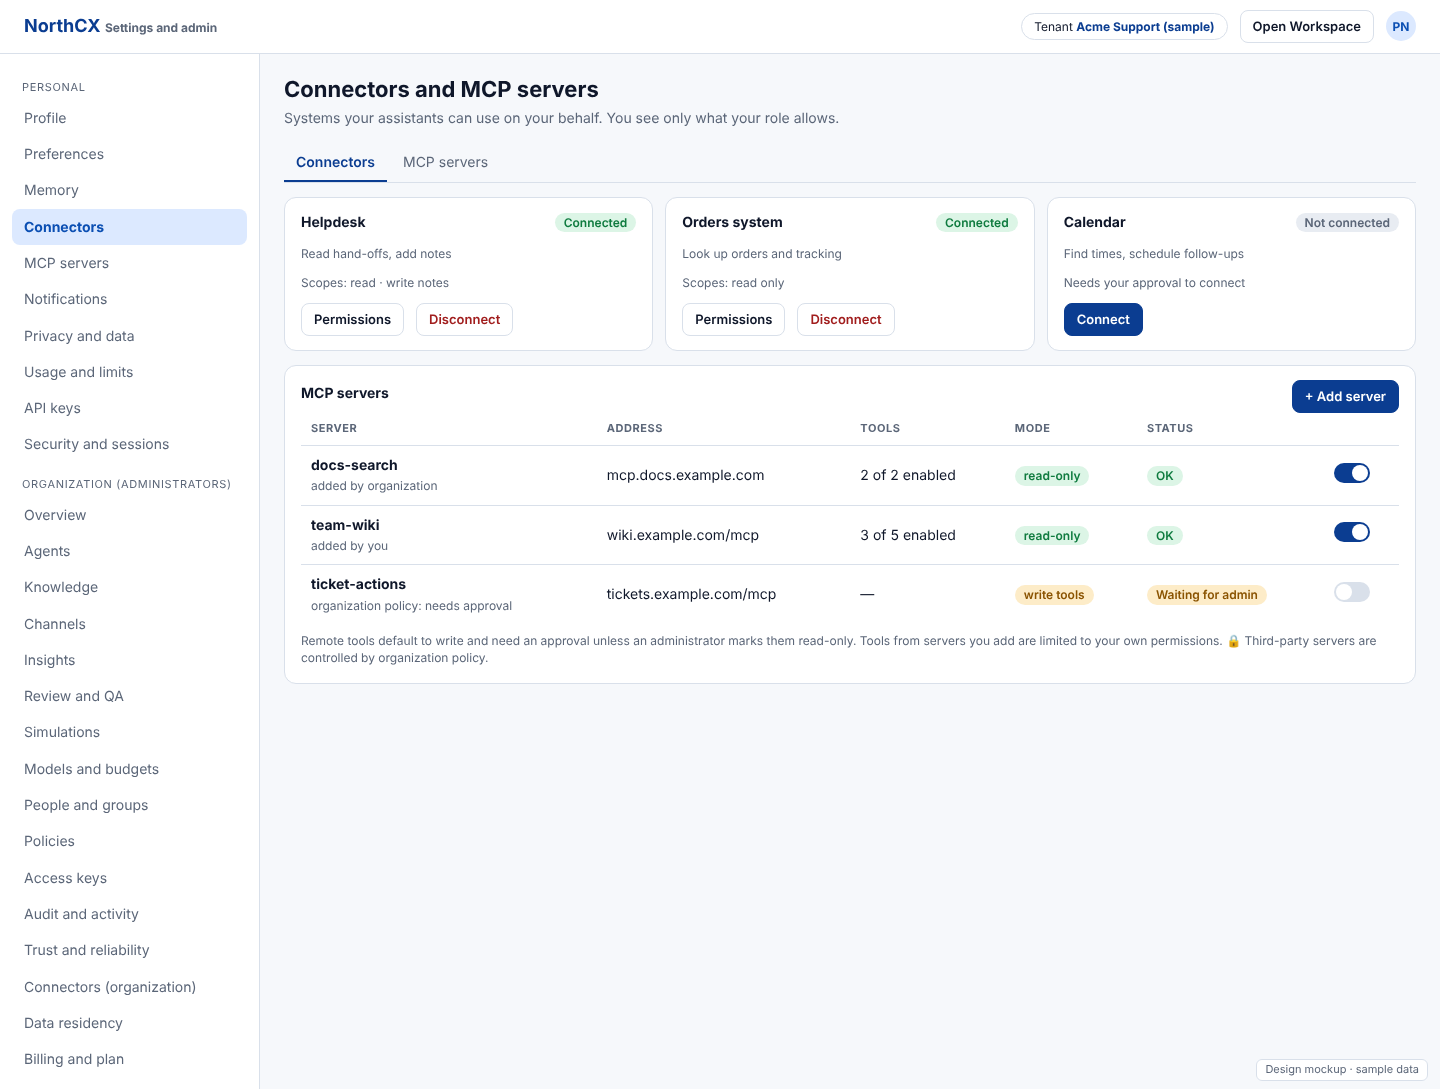 NorthCX Settings and admin
Tenant Acme Support (sample)
Open Workspace
PN
PERSONAL
Profile
Preferences
Memory
Connectors
MCP servers
Notifications
Privacy and data
Usage and limits
API keys
Security and sessions
ORGANIZATION (ADMINISTRATORS)
Overview
Agents
Knowledge
Channels
Insights
Review and QA
Simulations
Models and budgets
People and groups
Policies
Access keys
Audit and activity
Trust and reliability
Connectors (organization)
Data residency
Billing and plan
Connectors and MCP servers
Systems your assistants can use on your behalf. You see only what your role allows.
Connectors
MCP servers
Helpdesk
Connected
Read hand-offs, add notes
Scopes: read · write notes
Permissions
Disconnect
Orders system
Connected
Look up orders and tracking
Scopes: read only
Permissions
Disconnect
Calendar
Not connected
Find times, schedule follow-ups
Needs your approval to connect
Connect
MCP servers
+ Add server
SERVER ADDRESS TOOLS MODE STATUS
docs-search
added by organization
mcp.docs.example.com
2 of 2 enabled
read-only
OK
team-wiki
added by you
wiki.example.com/mcp
3 of 5 enabled
read-only
OK
ticket-actions
organization policy: needs approval
tickets.example.com/mcp
—
write tools
Waiting for admin
Remote tools default to write and need an approval unless an administrator marks them read-only. Tools from servers you add are limited to your own permissions. 🔒 Third-party servers are
controlled by organization policy.
Design mockup · sample data